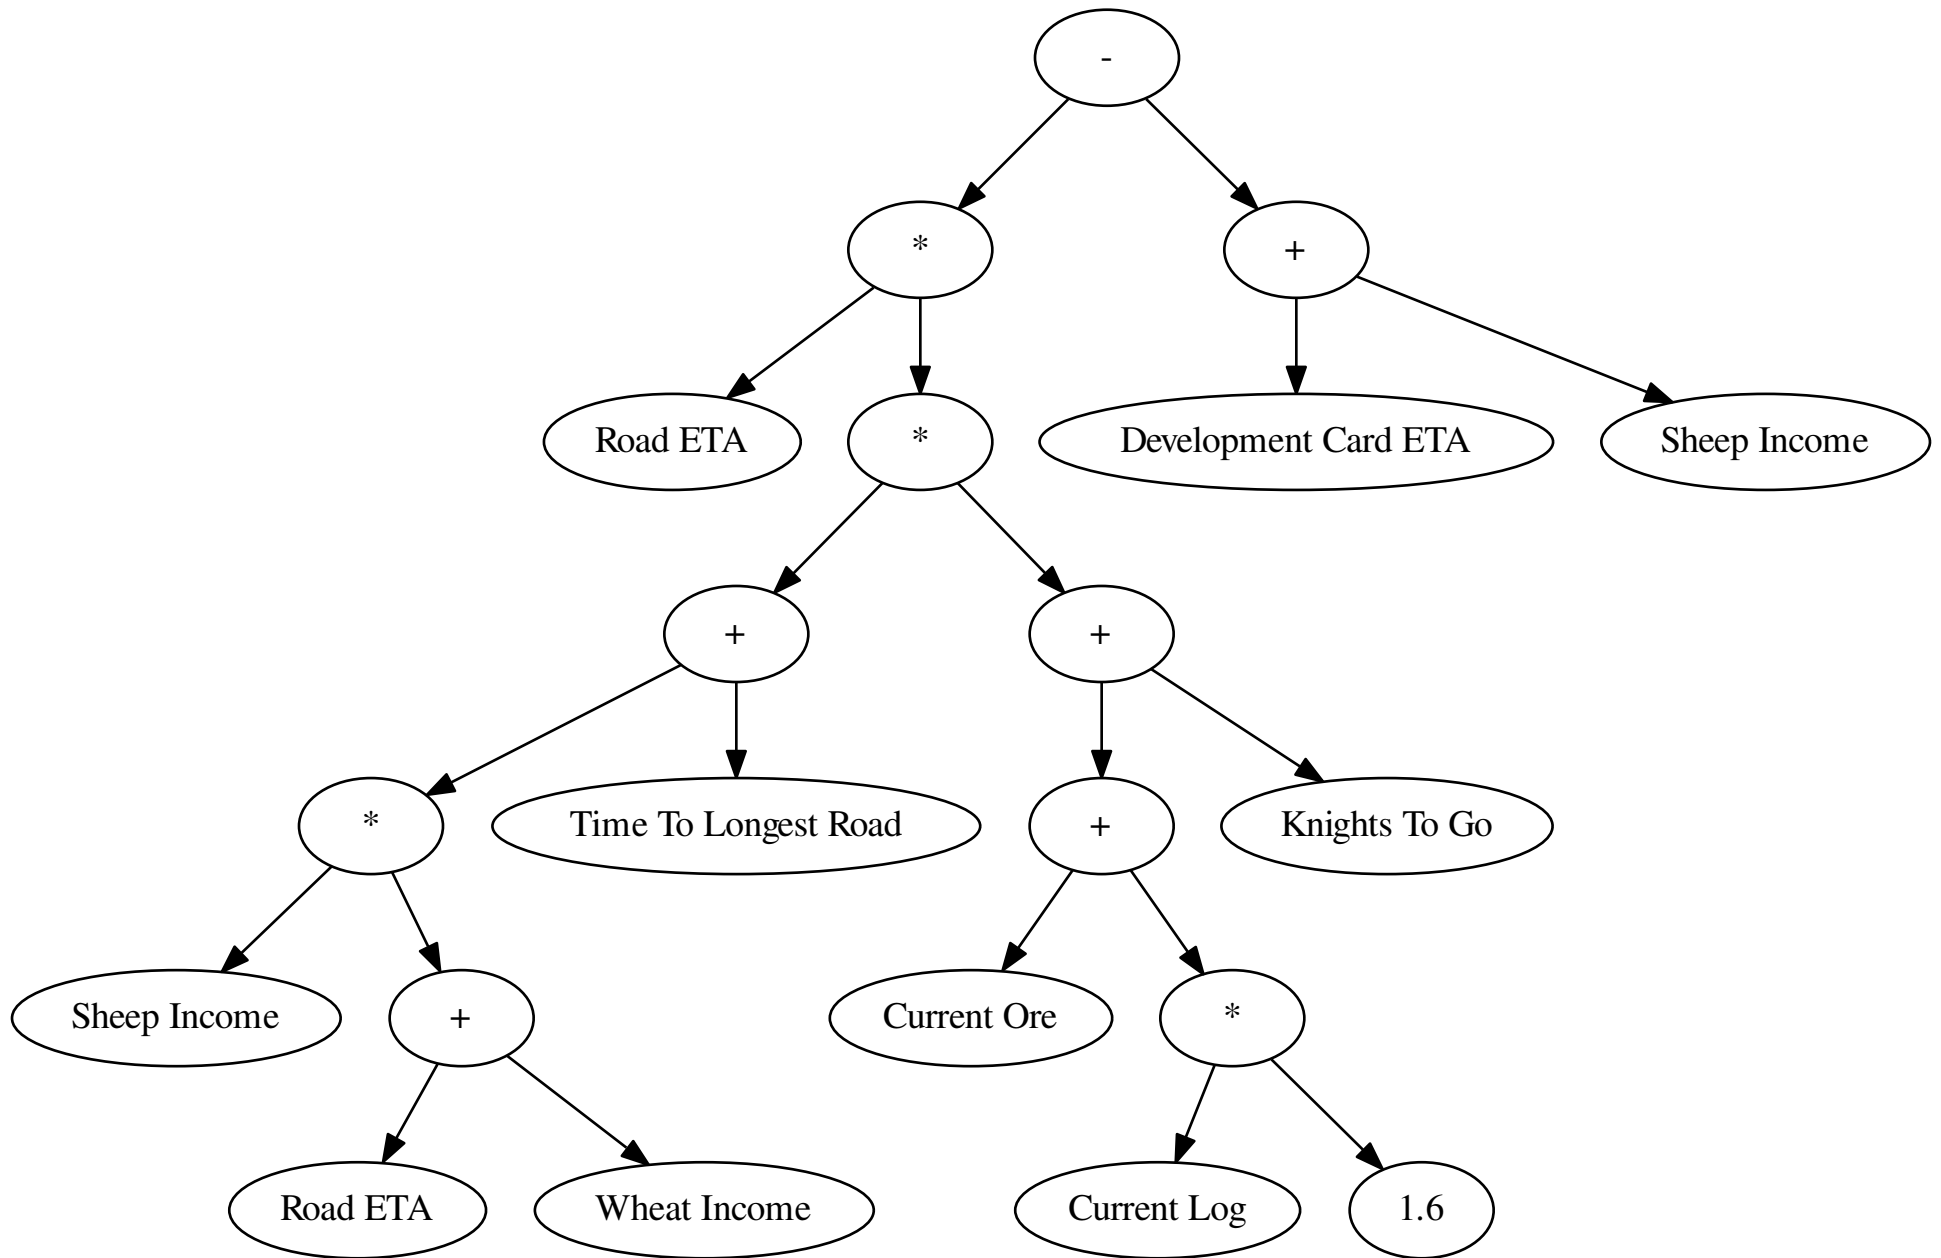 -
*
+
Road ETA
*
Development Card ETA
Sheep Income
+
+
*
Time To Longest Road
+
Knights To Go
Sheep Income
+
Current Ore
*
Road ETA
Wheat Income
Current Log
1.6